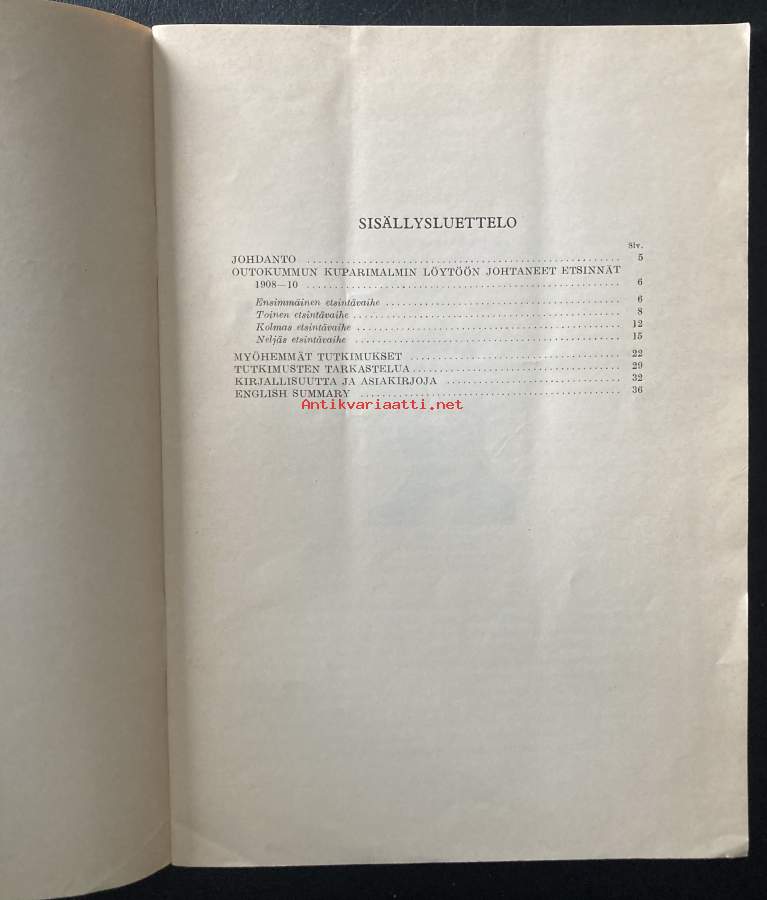 SISÄLLYSLUETTELO
Siv.
JOHDANTO 5
OUTOKUMMUN KUPARIMALMIN LÖYTÖÖN JOHTANEET ETSINNÄT
1908—10 6
Ensimmäinen etsintävaihe 6
Toinen etsintävaihe 8
Kolmas etsintävaihe 12
Neljäs etsintävaihe 15
MYÖHEMMÄT TUTKIMUKSET 22
TUTKIMUSTEN TARKASTELUA 29
KIRJALLISUUTTA JA ASIAKIRJOJA 32
ENGLISH SUMMARY 36
Antikvariaatti.net